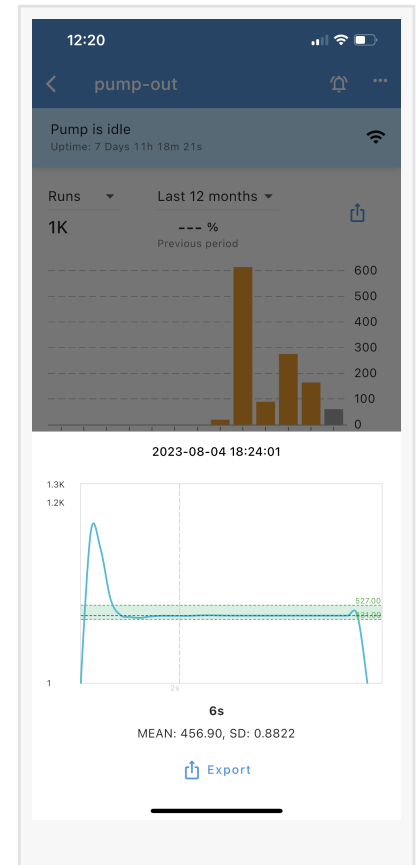 12:20
pump-out
Pump is idle
Uptime: 7 Days 11h 18m 21s
Runs
Last 12 months
1K
--- %
Previous period
600
500
400
300
200
100
0
2023-08-04 18:24:01
1.3K
1.2K
527.00
1
2s
6s
MEAN: 456.90, SD: 0.8822
Export